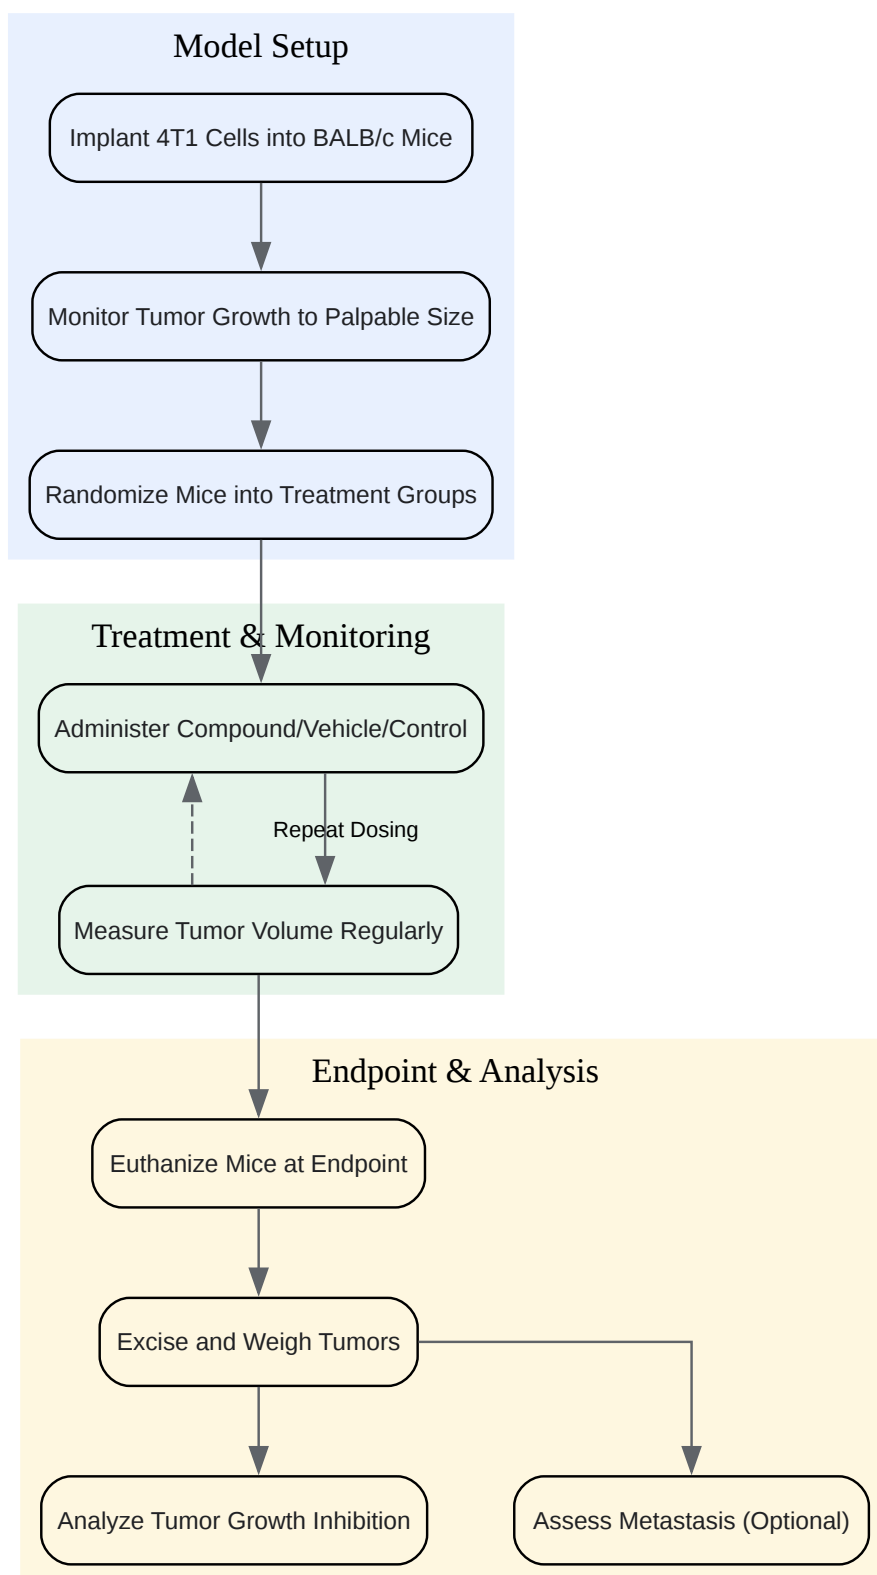 Model Setup
Implant 4T1 Cells into BALB/c Mice
Monitor Tumor Growth to Palpable Size
Randomize Mice into Treatment Groups
Treatment & Monitoring
Administer Compound/Vehicle/Control
Repeat Dosing
Measure Tumor Volume Regularly
Endpoint & Analysis
Euthanize Mice at Endpoint
Excise and Weigh Tumors
Analyze Tumor Growth Inhibition
Assess Metastasis (Optional)